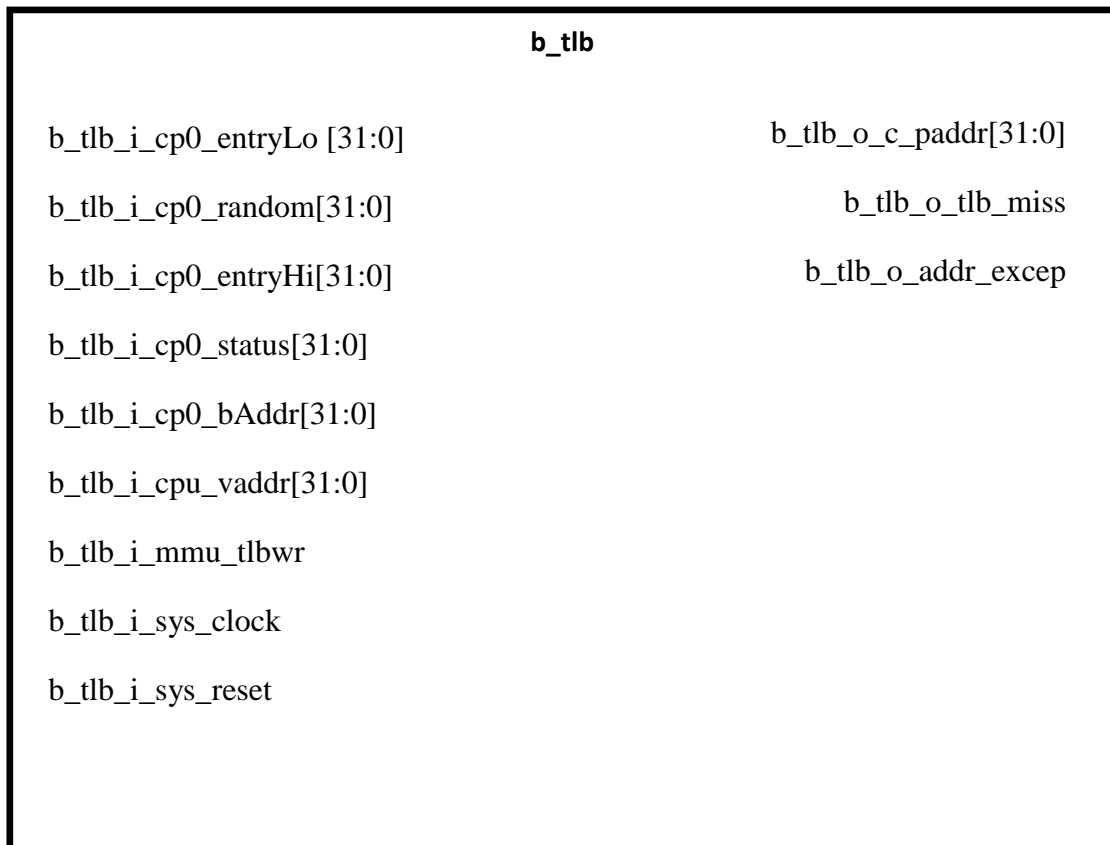 b_tlb
b_tlb_i_cp0_entryLo [31:0]
b_tlb_i_cp0_random[31:0]
b_tlb_i_cp0_entryHi[31:0]
b_tlb_i_cp0_status[31:0]
b_tlb_i_cp0_bAddr[31:0]
b_tlb_i_cpu_vaddr[31:0]
b_tlb_i_mmu_tlbwr
b_tlb_i_sys_clock
b_tlb_i_sys_reset
b_tlb_o_c_paddr[31:0]
b_tlb_o_tlb_miss
b_tlb_o_addr_excep